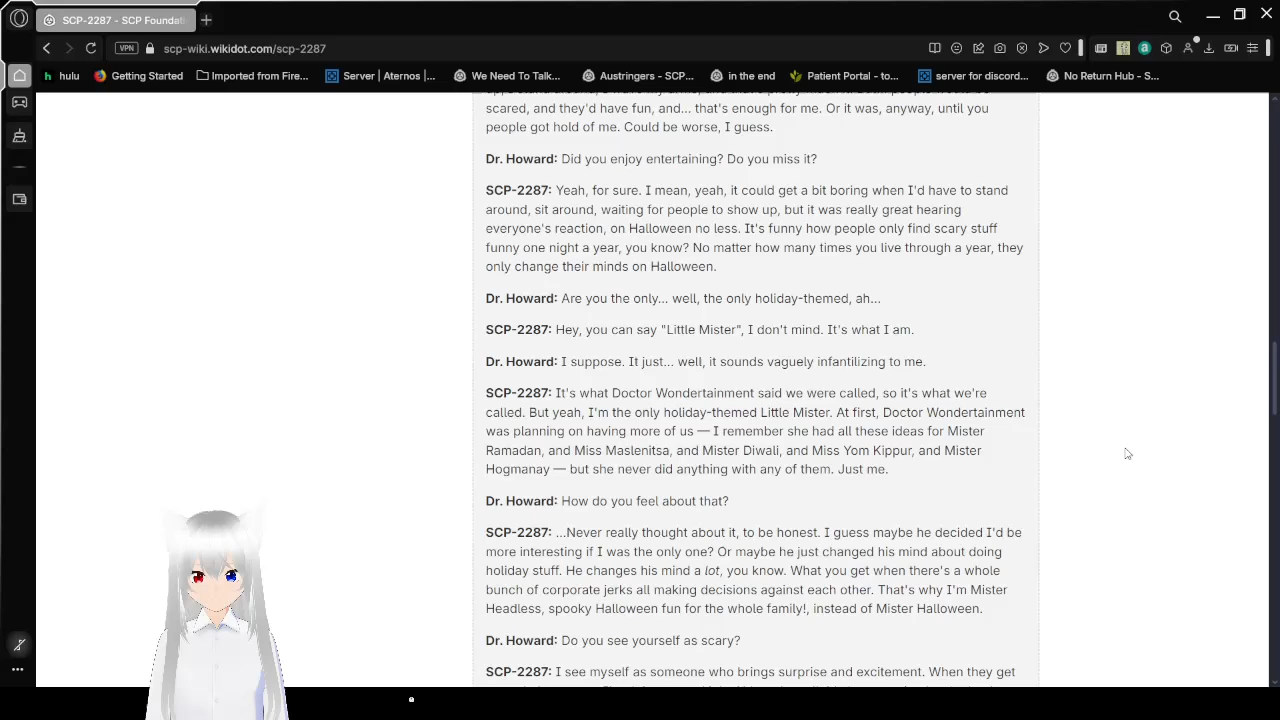 SCP-2287 - SCP Foundati
VPN
scp-wiki.wikidot.com/scp-2287
hulu
Getting Started
Imported from Fire...
Server | Aternos |...
We Need To Talk...
Austringers - SCP...
in the end
Patient Portal - to...
server for discord...
No Return Hub - S...
scared, and they'd have fun, and... that's enough for me. Or it was, anyway, until you
people got hold of me. Could be worse, I guess.
Dr. Howard: Did you enjoy entertaining? Do you miss it?
SCP-2287: Yeah, for sure. I mean, yeah, it could get a bit boring when I'd have to stand
around, sit around, waiting for people to show up, but it was really great hearing
everyone's reaction, on Halloween no less. It's funny how people only find scary stuff
funny one night a year, you know? No matter how many times you live through a year, they
only change their minds on Halloween.
Dr. Howard: Are you the only... well, the only holiday-themed, ah...
SCP-2287: Hey, you can say "Little Mister", I don't mind. It's what I am.
Dr. Howard: I suppose. It just... well, it sounds vaguely infantilizing to me.
SCP-2287: It's what Doctor Wondertainment said we were called, so it's what we're
called. But yeah, I'm the only holiday-themed Little Mister. At first, Doctor Wondertainment
was planning on having more of us — I remember she had all these ideas for Mister
Ramadan, and Miss Maslenitsa, and Mister Diwali, and Miss Yom Kippur, and Mister
Hogmanay — but she never did anything with any of them. Just me.
Dr. Howard: How do you feel about that?
SCP-2287: ...Never really thought about it, to be honest. I guess maybe he decided I'd be
more interesting if I was the only one? Or maybe he just changed his mind about doing
holiday stuff. He changes his mind a lot, you know. What you get when there's a whole
bunch of corporate jerks all making decisions against each other. That's why I'm Mister
Headless, spooky Halloween fun for the whole family!, instead of Mister Halloween.
Dr. Howard: Do you see yourself as scary?
SCP-2287: I see myself as someone who brings surprise and excitement. When they get